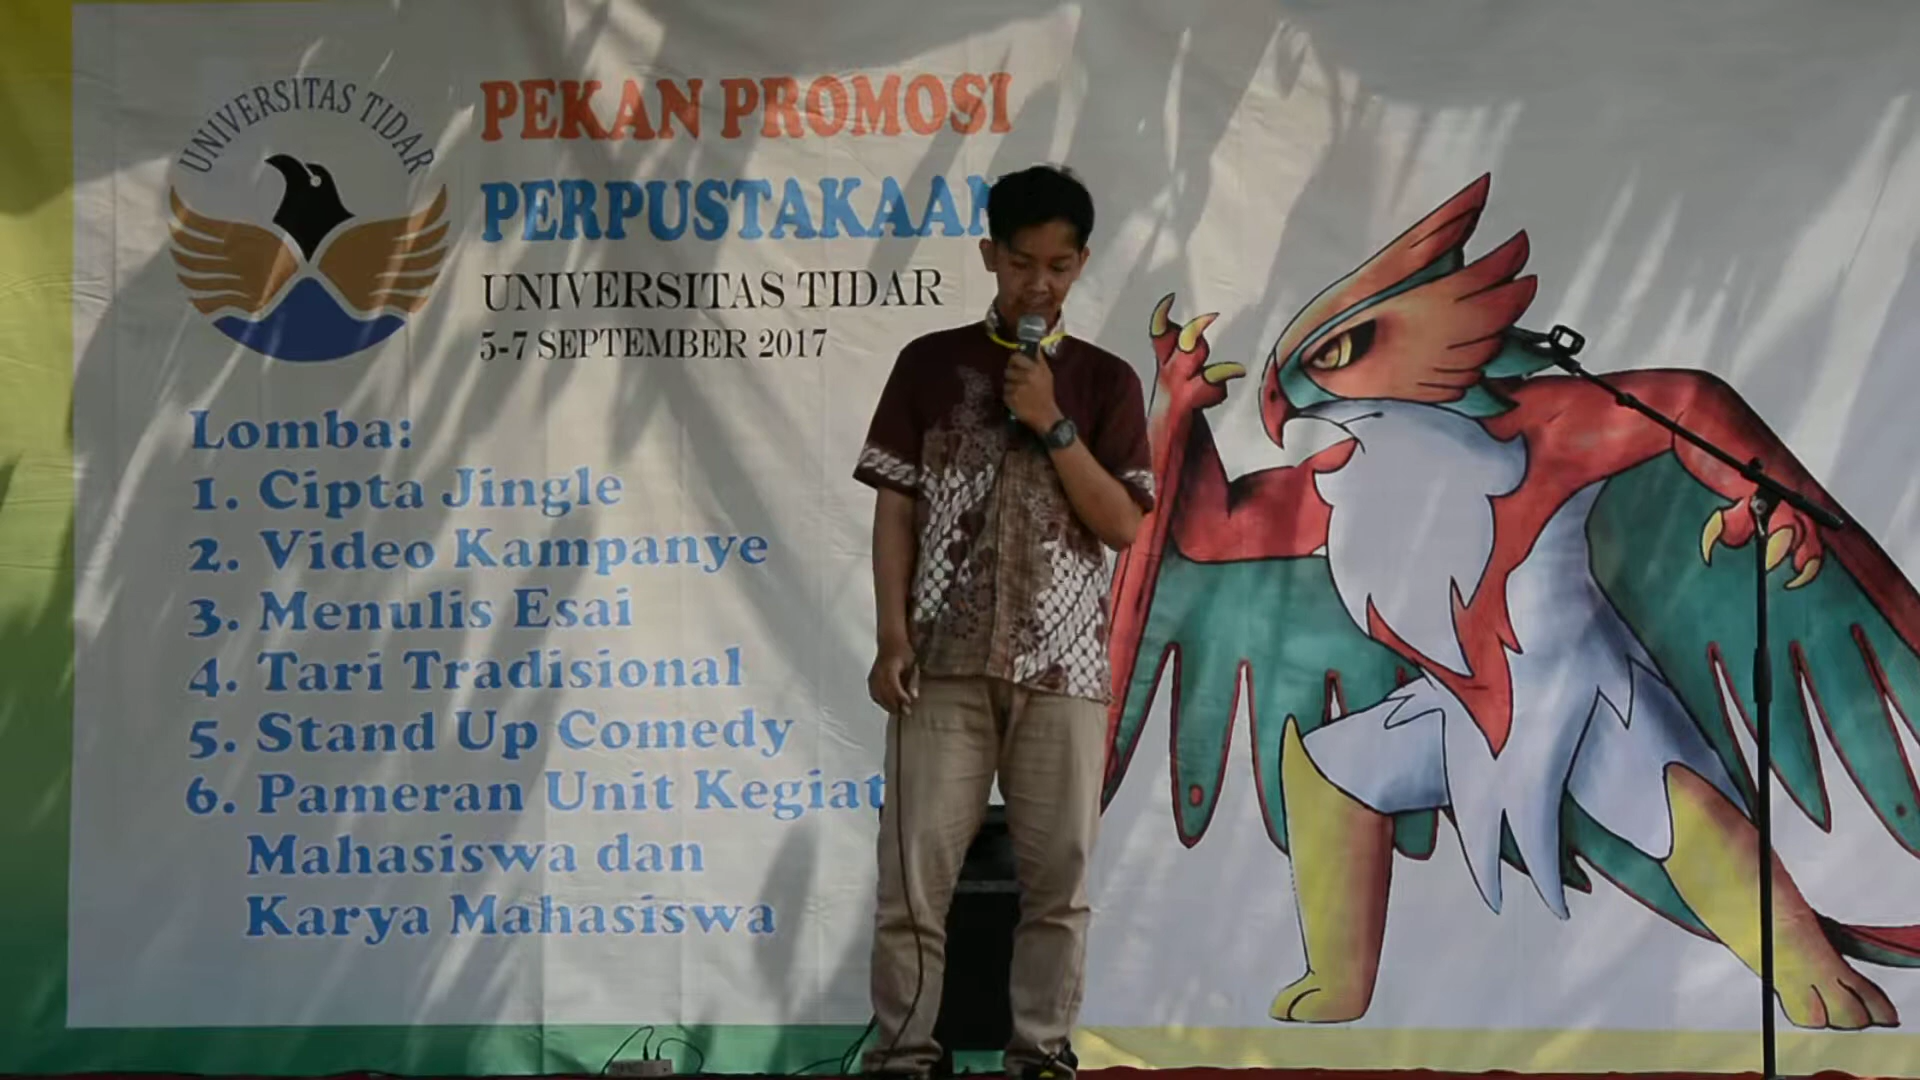 UNIVERSITAS TIDAR
PEKAN PROMOSI
PERPUSTAKAAN
UNIVERSITAS TIDAR
5-7 SEPTEMBER 2017
Lomba:
1. Cipta Jingle
2. Video Kampanye
3. Menulis Esai
4. Tari Tradisional
5. Stand Up Comedy
6. Pameran Unit Kegiat
Mahasiswa dan
Karya Mahasiswa